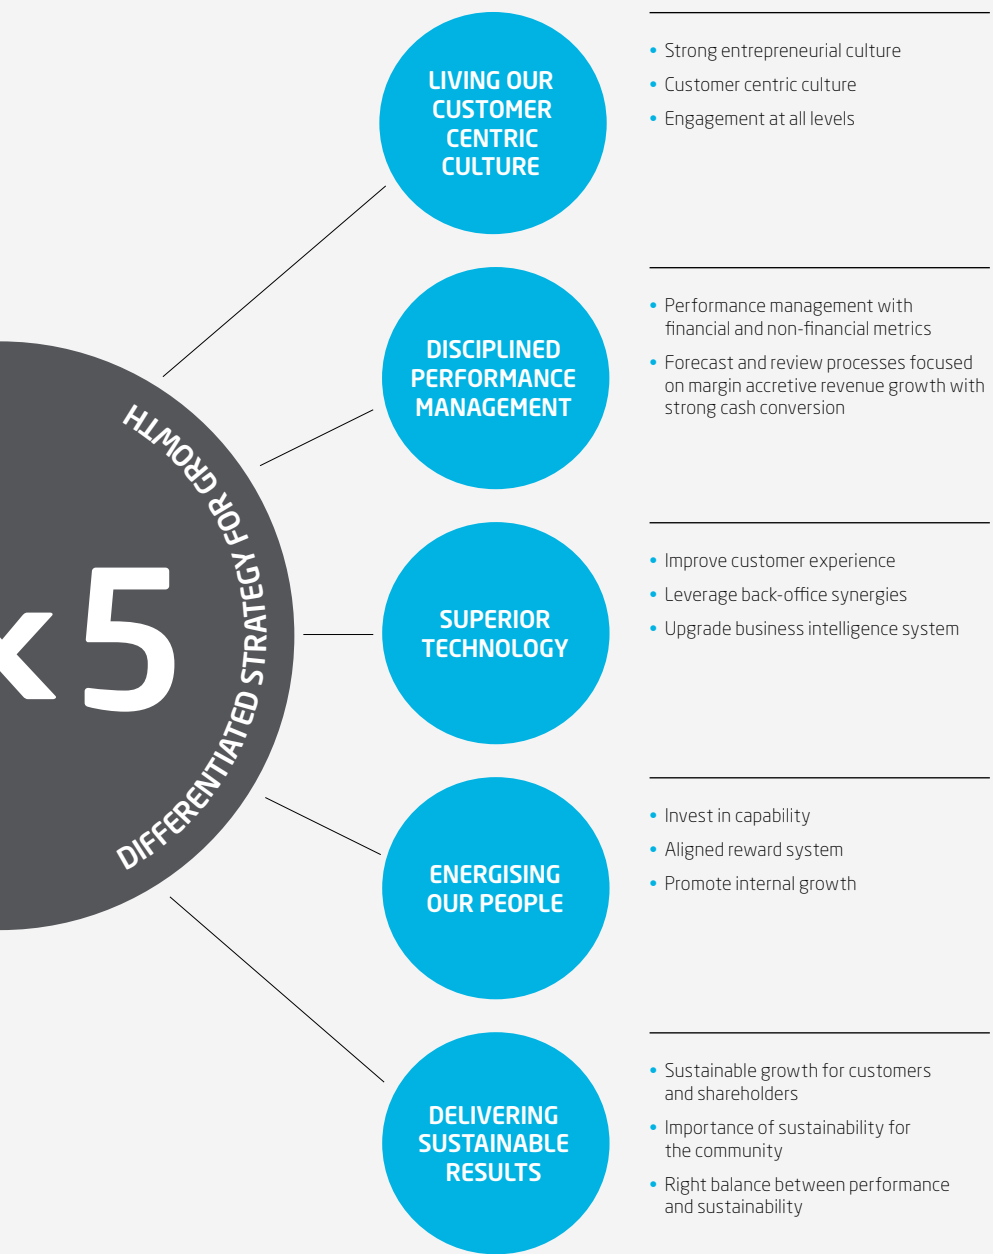 LIVING OUR
CUSTOMER
CENTRIC
CULTURE
• Strong entrepreneurial culture
• Customer centric culture
• Engagement at all levels
DISCIPLINED
PERFORMANCE
MANAGEMENT
• Performance management with
financial and non-financial metrics
• Forecast and review processes focused
on margin accretive revenue growth with
strong cash conversion
DIFFERENTIATED STRATEGY FOR GROWTH
x5
SUPERIOR
TECHNOLOGY
• Improve customer experience
• Leverage back-office synergies
• Upgrade business intelligence system
ENERGISING
OUR PEOPLE
• Invest in capability
• Aligned reward system
• Promote internal growth
DELIVERING
SUSTAINABLE
RESULTS
• Sustainable growth for customers
and shareholders
• Importance of sustainability for
the community
• Right balance between performance
and sustainability